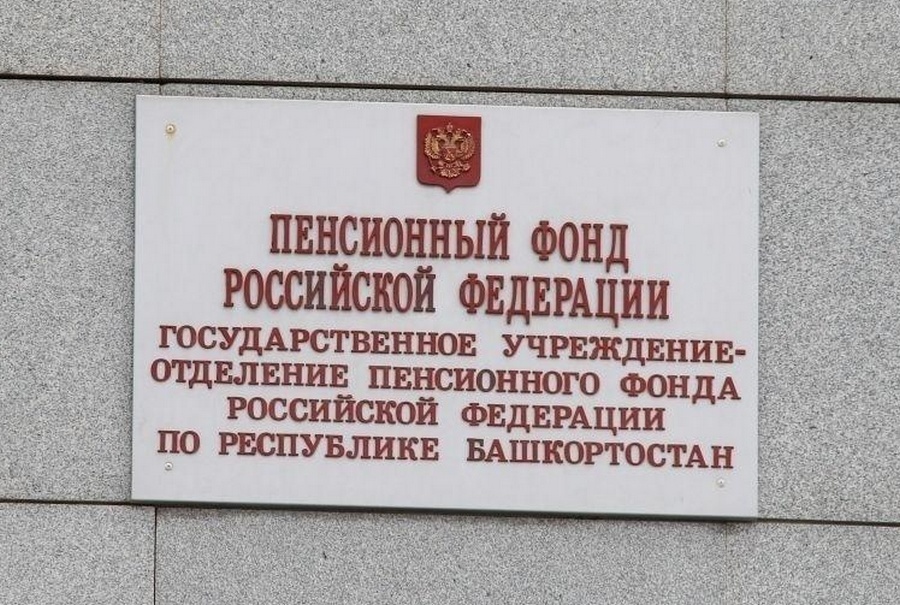 ПЕНСИОННЫЙ ФОНД
РОССИЙСКОЙ ФЕДЕРАЦИИ
ГОСУДАРСТВЕННОЕ УЧРЕЖДЕНИЕ-
ОТДЕЛЕНИЕ ПЕНСИОННОГО ФОНДА
РОССИЙСКОЙ ФЕДЕРАЦИИ
ПО РЕСПУБЛИКЕ БАШКОРТОСТАН